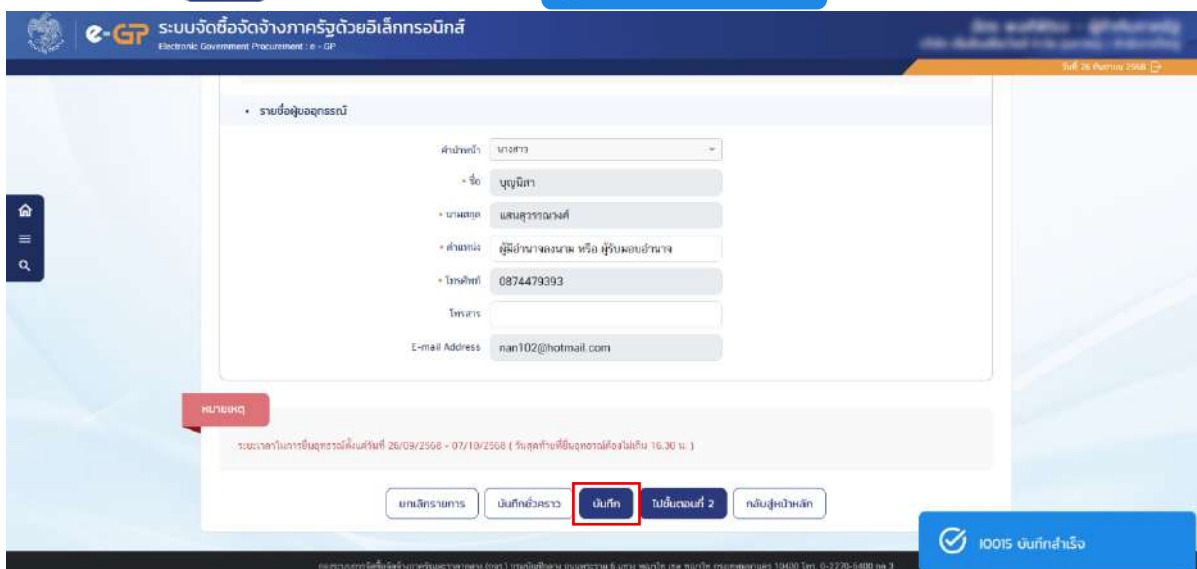 e-GP ระบบจัดซื้อจัดจ้างภาครัฐด้วยอิเล็กทรอนิกส์
Electronic Government Procurement : e - GP
วันที่ 26 กันยายน 2568
• รายชื่อผู้ขออุทธรณ์
คำนำหน้า นางสาว
* ชื่อ บุญนิสา
* นามสกุล แสนสุวรรณวงศ์
* ตำแหน่ง ผู้มีอำนาจลงนาม หรือ ผู้รับมอบอำนาจ
* โทรศัพท์ 0874479393
โทรสาร
E-mail Address nan102@hotmail.com
หมายเหตุ
ระยะเวลาในการยื่นอุทธรณ์ตั้งแต่วันที่ 26/09/2568 - 07/10/2568 ( วันสุดท้ายที่ยื่นอุทธรณ์ต้องไม่เกิน 16.30 น. )
ยกเลิกรายการ บันทึกชั่วคราว บันทึก ไปขั้นตอนที่ 2 กลับสู่หน้าหลัก
I0015 บันทึกสำเร็จ